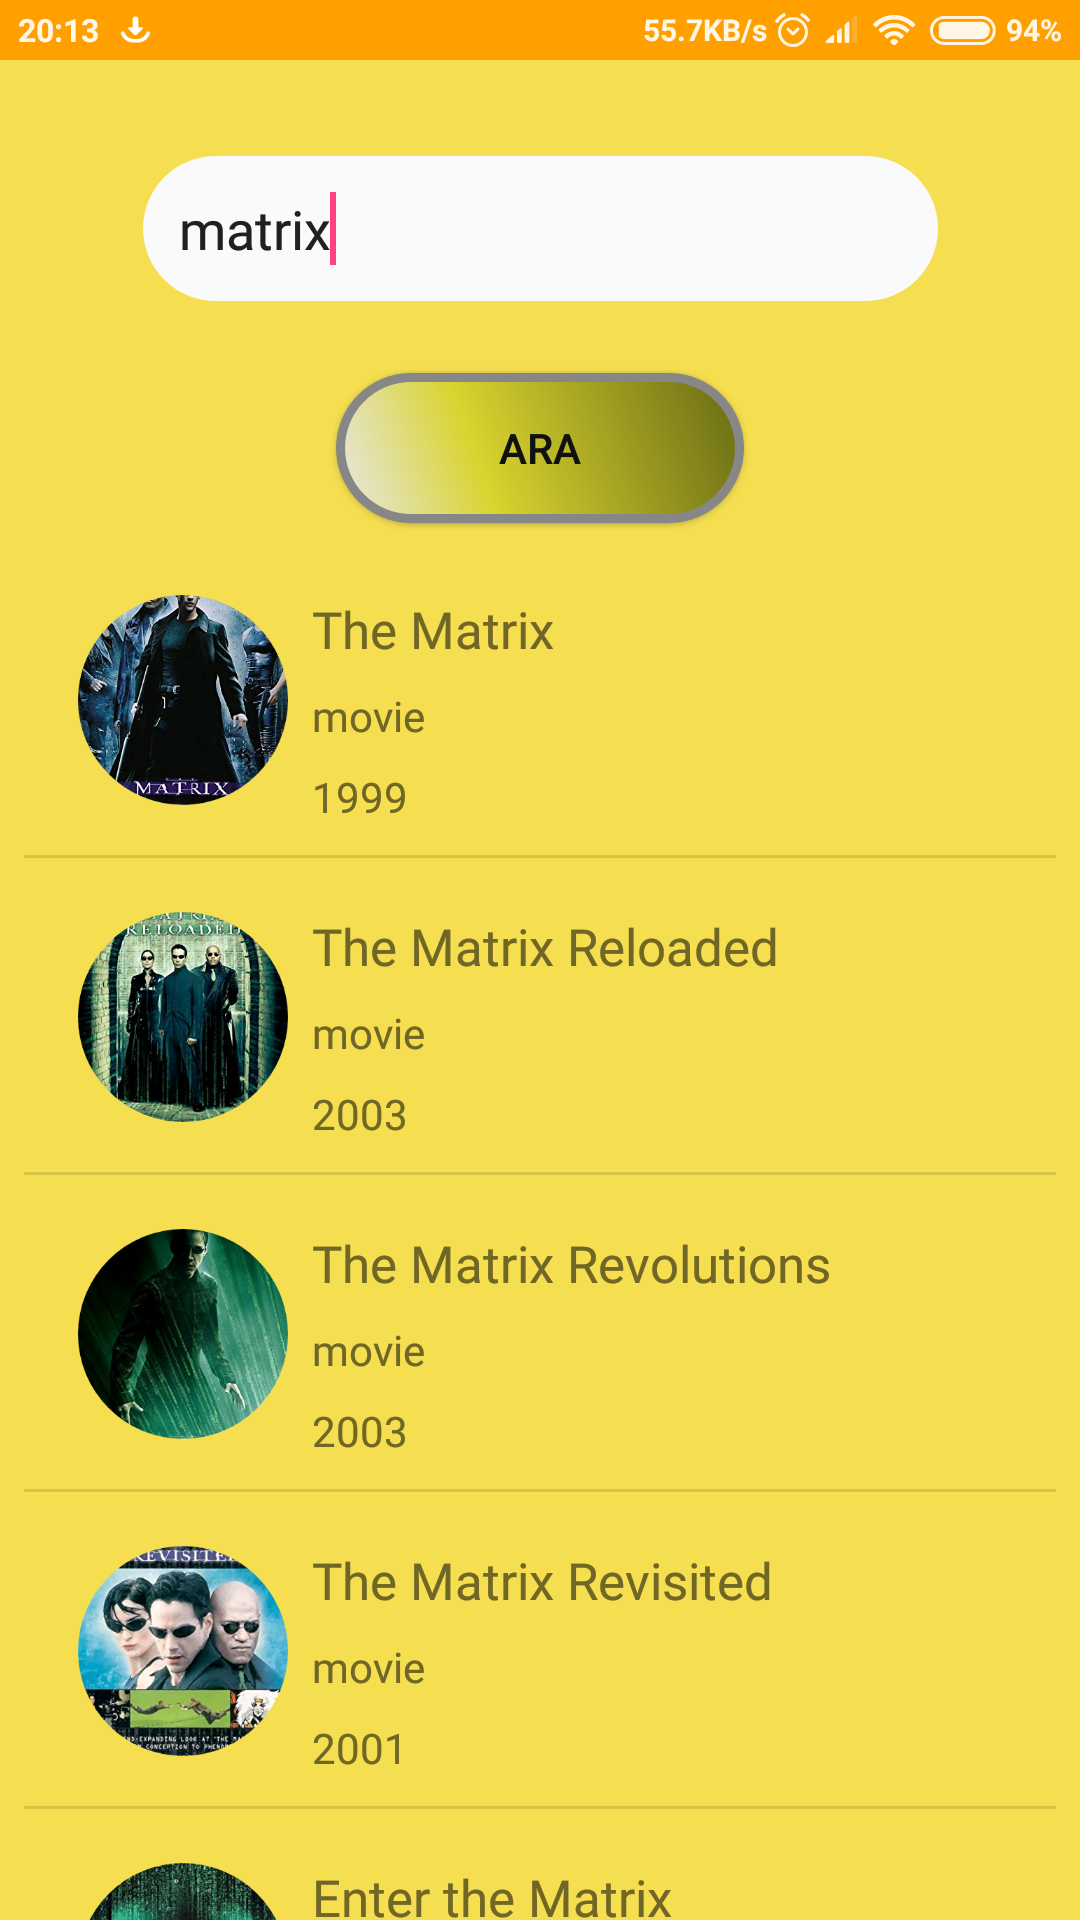 20:13 55.7KB/s 94%
matrix
ARA
The Matrix
movie
1999
MATRIX
The Matrix Reloaded
RELOADED
movie
2003
The Matrix Revolutions
movie
2003
The Matrix Revisited
movie
2001
Enter the Matrix